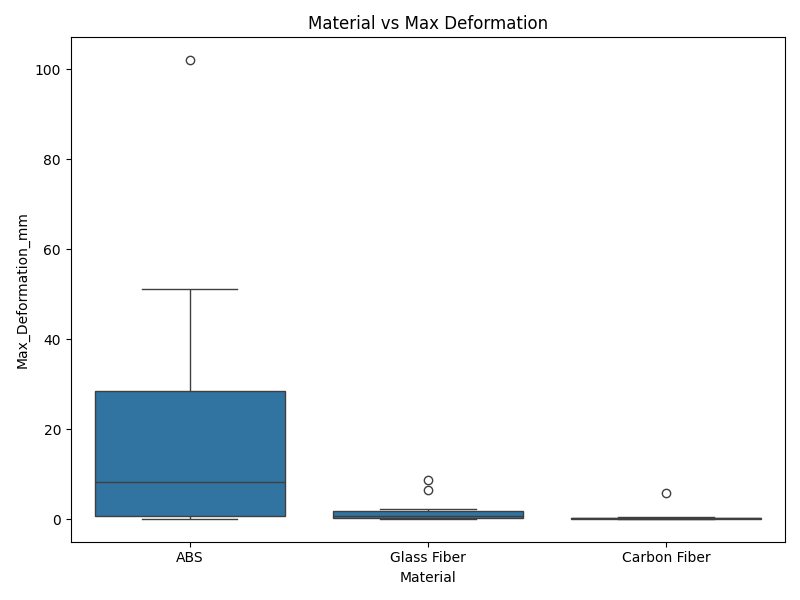 Material vs Max Deformation
100
80
60
40
20
0
Max_Deformation_mm
ABS
Glass Fiber
Carbon Fiber
Material